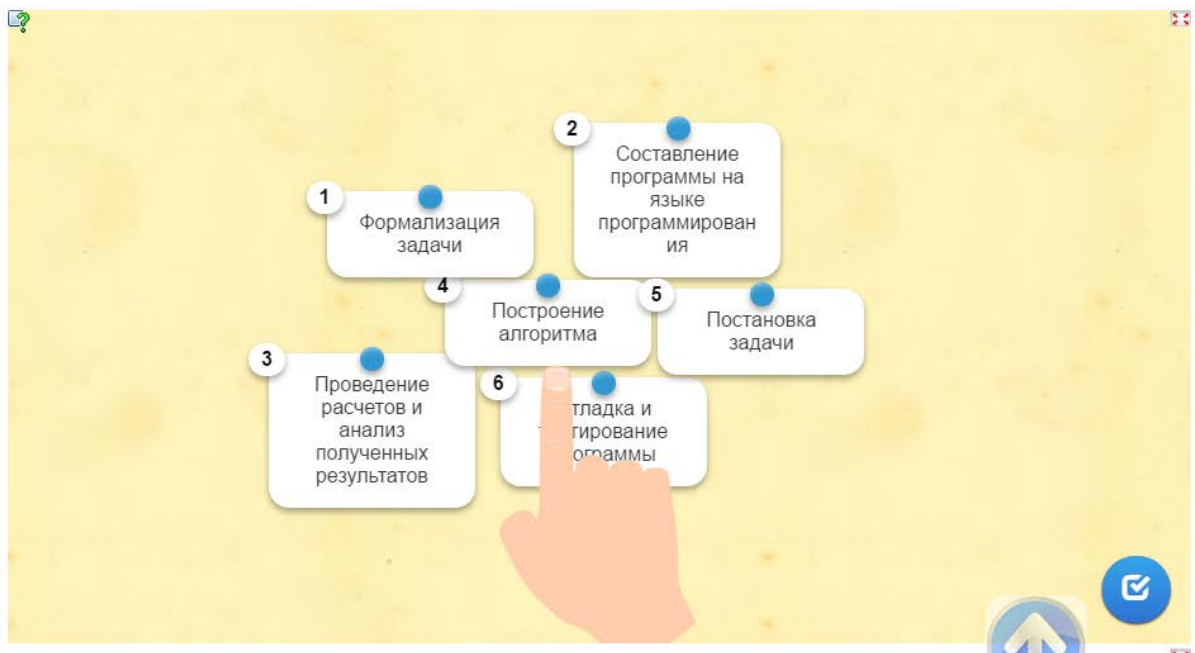 1
Формализация
задачи
2
Составление
программы на
языке
программирован
ия
3
Проведение
расчетов и
анализ
полученных
результатов
4
Построение
алгоритма
5
Постановка
задачи
6
и